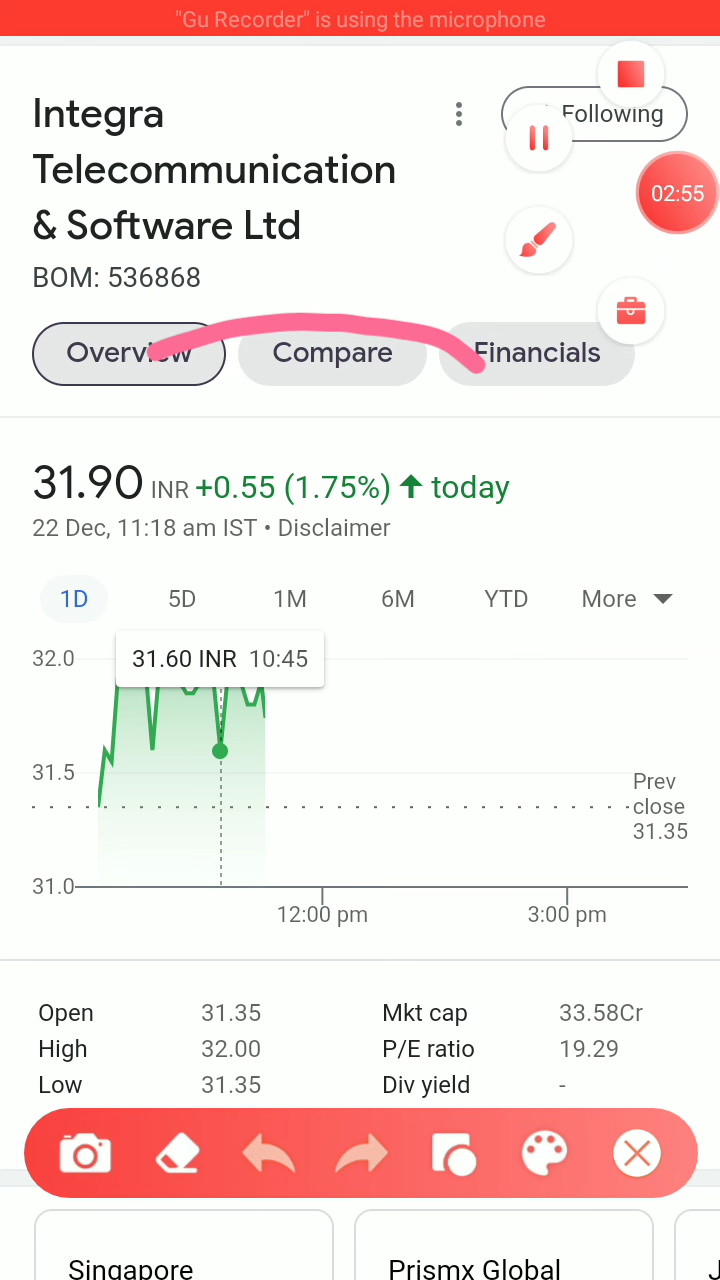 "Gu Recorder" is using the microphone
Integra
Telecommunication
& Software Ltd
Following
02:55
BOM: 536868
Overview
Compare
Financials
31.90 INR +0.55 (1.75%) ↑ today
22 Dec, 11:18 am IST • Disclaimer
1D 5D 1M 6M YTD More
32.0
31.60 INR 10:45
31.5
Prev
close
31.35
31.0
12:00 pm 3:00 pm
Open 31.35 Mkt cap 33.58Cr
High 32.00 P/E ratio 19.29
Low 31.35 Div yield -
Singapore Prismx Global J